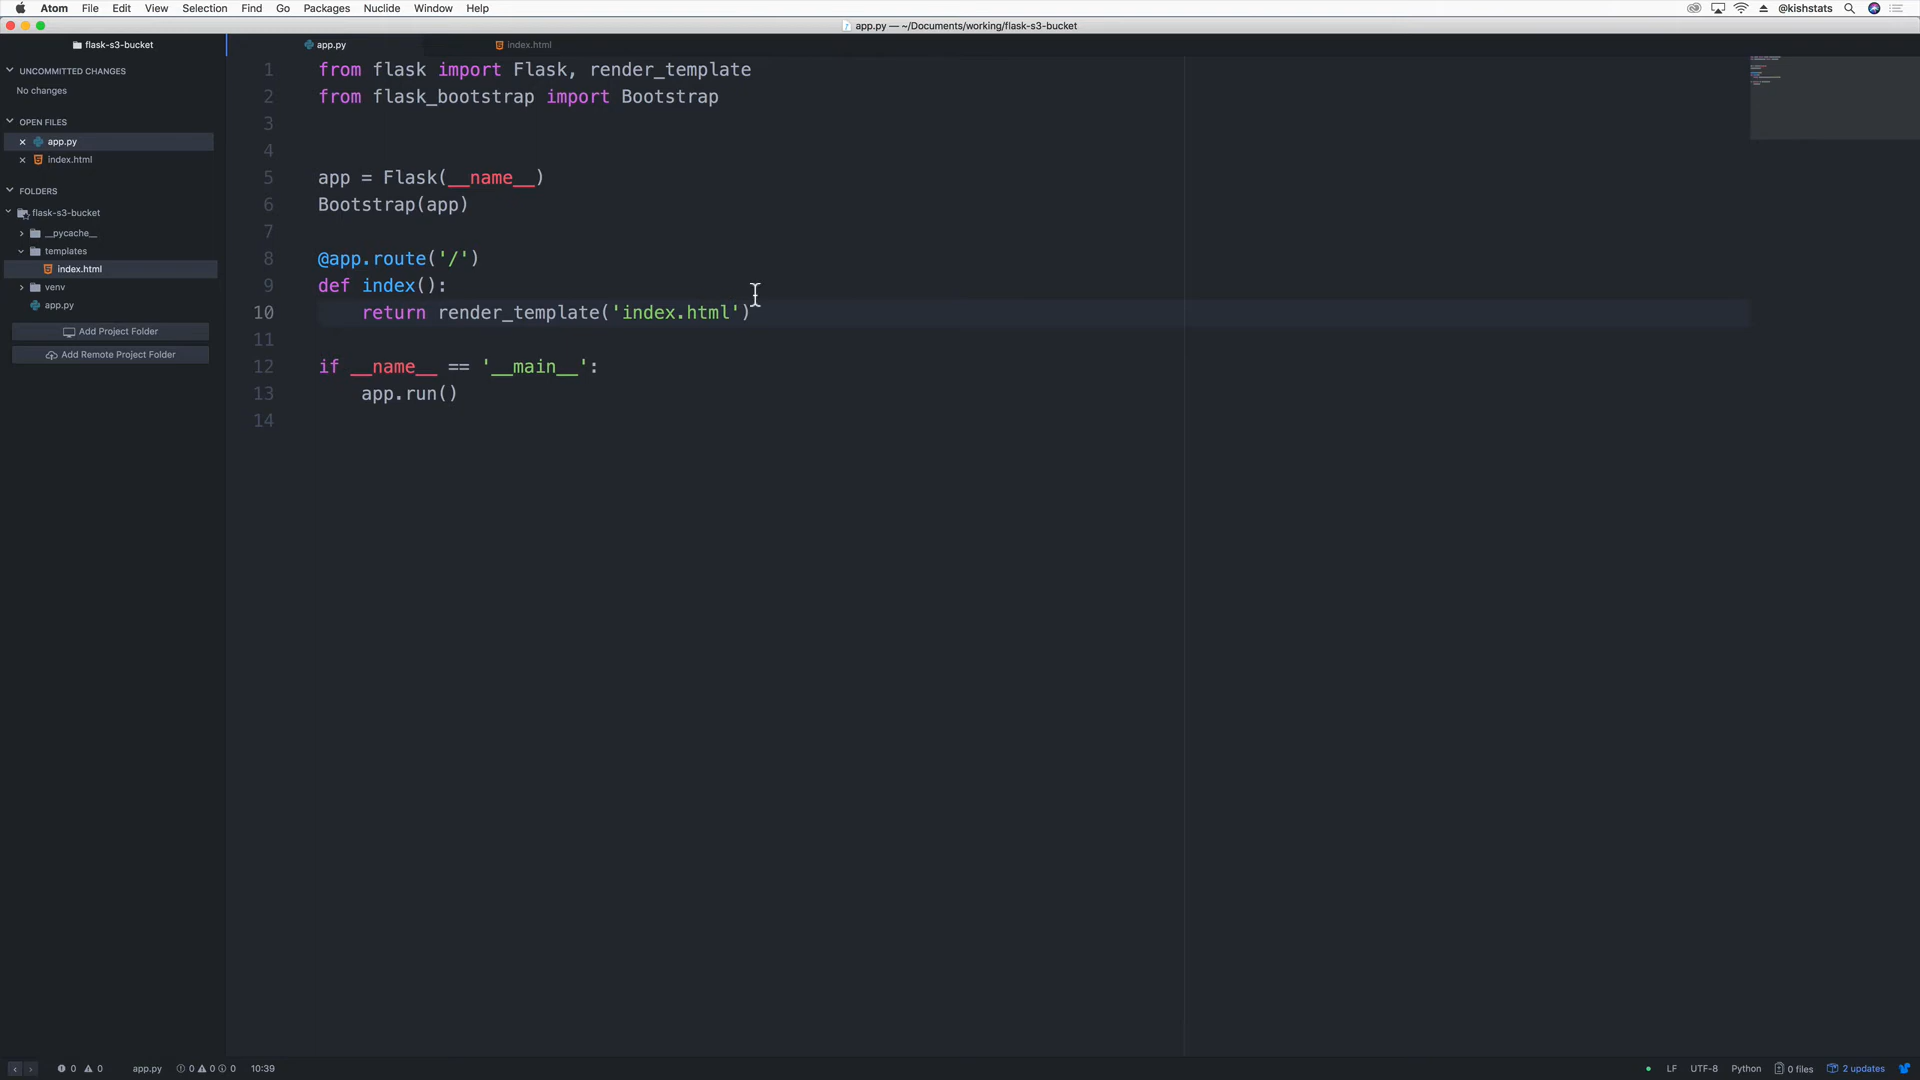 Atom File Edit View Selection Find Go Packages Nuclide Window Help @kishstats
app.py — ~/Documents/working/flask-s3-bucket
flask-s3-bucket
app.py index.html
UNCOMMITTED CHANGES
No changes
OPEN FILES
app.py
index.html
FOLDERS
flask-s3-bucket
__pycache__
templates
index.html
venv
app.py
Add Project Folder
Add Remote Project Folder
1 from flask import Flask, render_template
2 from flask_bootstrap import Bootstrap
3
4
5 app = Flask(__name__)
6 Bootstrap(app)
7
8 @app.route('/')
9 def index():
10 return render_template('index.html')
11
12 if __name__ == '__main__':
13 app.run()
14
0 0 app.py 0 0 0 10:39 LF UTF-8 Python 0 files 2 updates